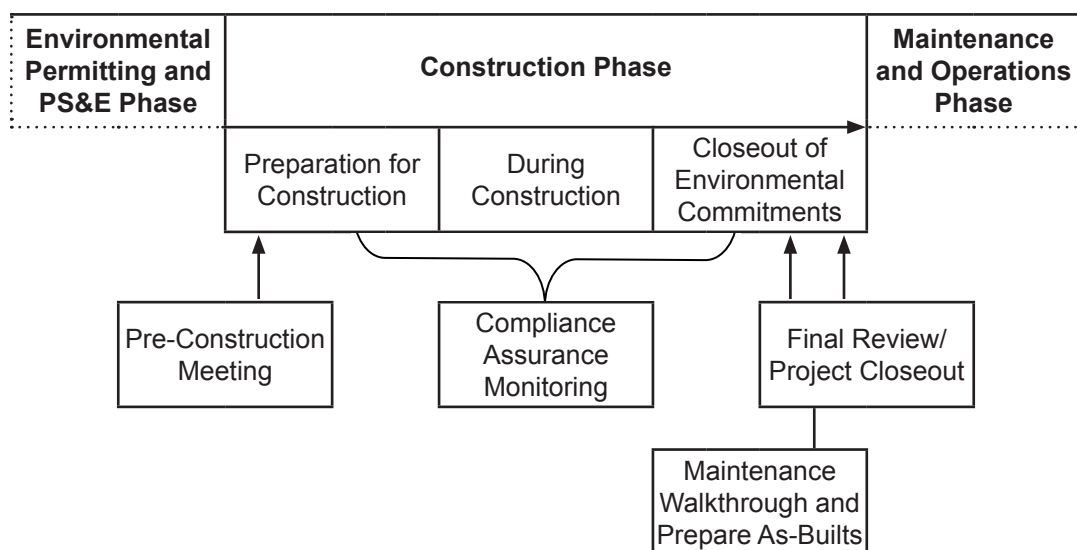 Environmental
Permitting and
PS&E Phase
Construction Phase
Maintenance
and Operations
Phase
Preparation for
Construction
During
Construction
Closeout of
Environmental
Commitments
Pre-Construction
Meeting
Compliance
Assurance
Monitoring
Final Review/
Project Closeout
Maintenance
Walkthrough and
Prepare As-Builts